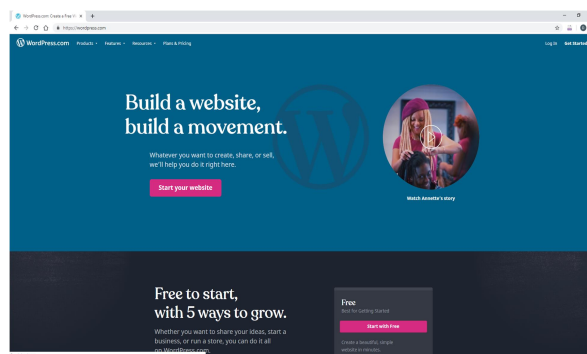 WordPress.com Create a Free W
https://wordpress.com
WordPress.com Products Features Resources Plans & Pricing Log In Get Started
Build a website,
build a movement.
Whatever you want to create, share, or sell,
we'll help you do it right here.
Start your website
Watch Annette's story
Free to start,
with 5 ways to grow.
Whether you want to share your ideas, start a
business, or run a store, you can do it all
on WordPress.com.
Free
Best for Getting Started
Start with Free
Create a beautiful, simple
website in minutes.